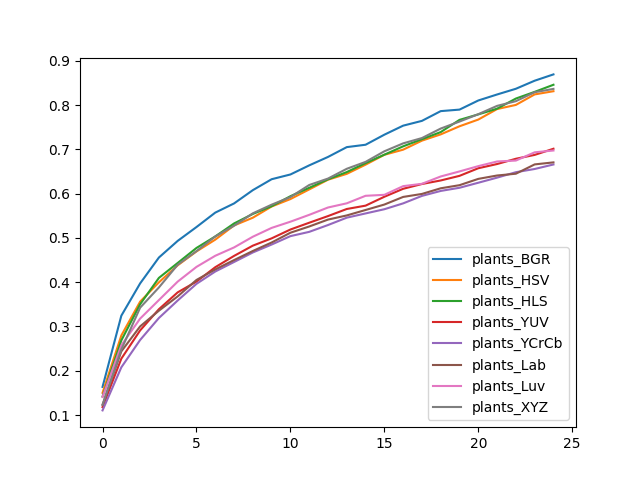 0.9
0.8
0.7
0.6
0.5
0.4
0.3
0.2
0.1
0 5 10 15 20 25
plants_BGR
plants_HSV
plants_HLS
plants_YUV
plants_YCrCb
plants_Lab
plants_Luv
plants_XYZ